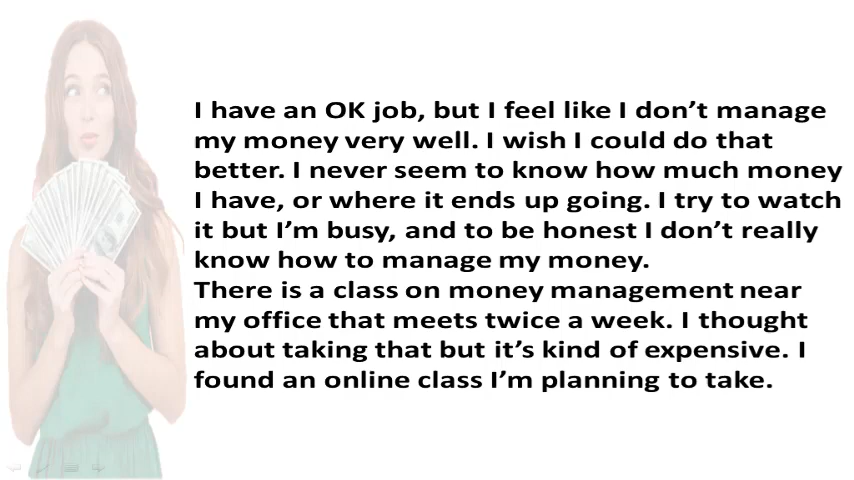 I have an OK job, but I feel like I don’t manage
my money very well. I wish I could do that
better. I never seem to know how much money
I have, or where it ends up going. I try to watch
it but I’m busy, and to be honest I don’t really
know how to manage my money.
There is a class on money management near
my office that meets twice a week. I thought
about taking that but it’s kind of expensive. I
found an online class I’m planning to take.